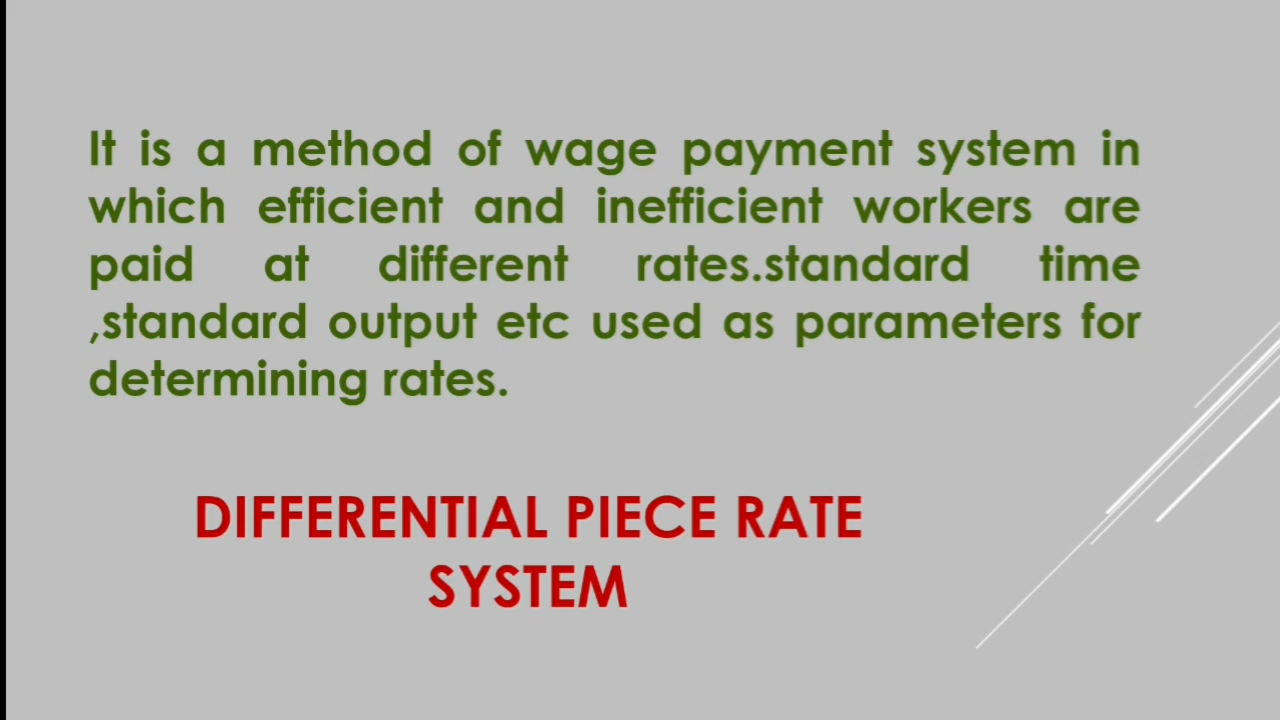 It is a method of wage payment system in
which efficient and inefficient workers are
paid at different rates.standard time
,standard output etc used as parameters for
determining rates.
DIFFERENTIAL PIECE RATE
SYSTEM